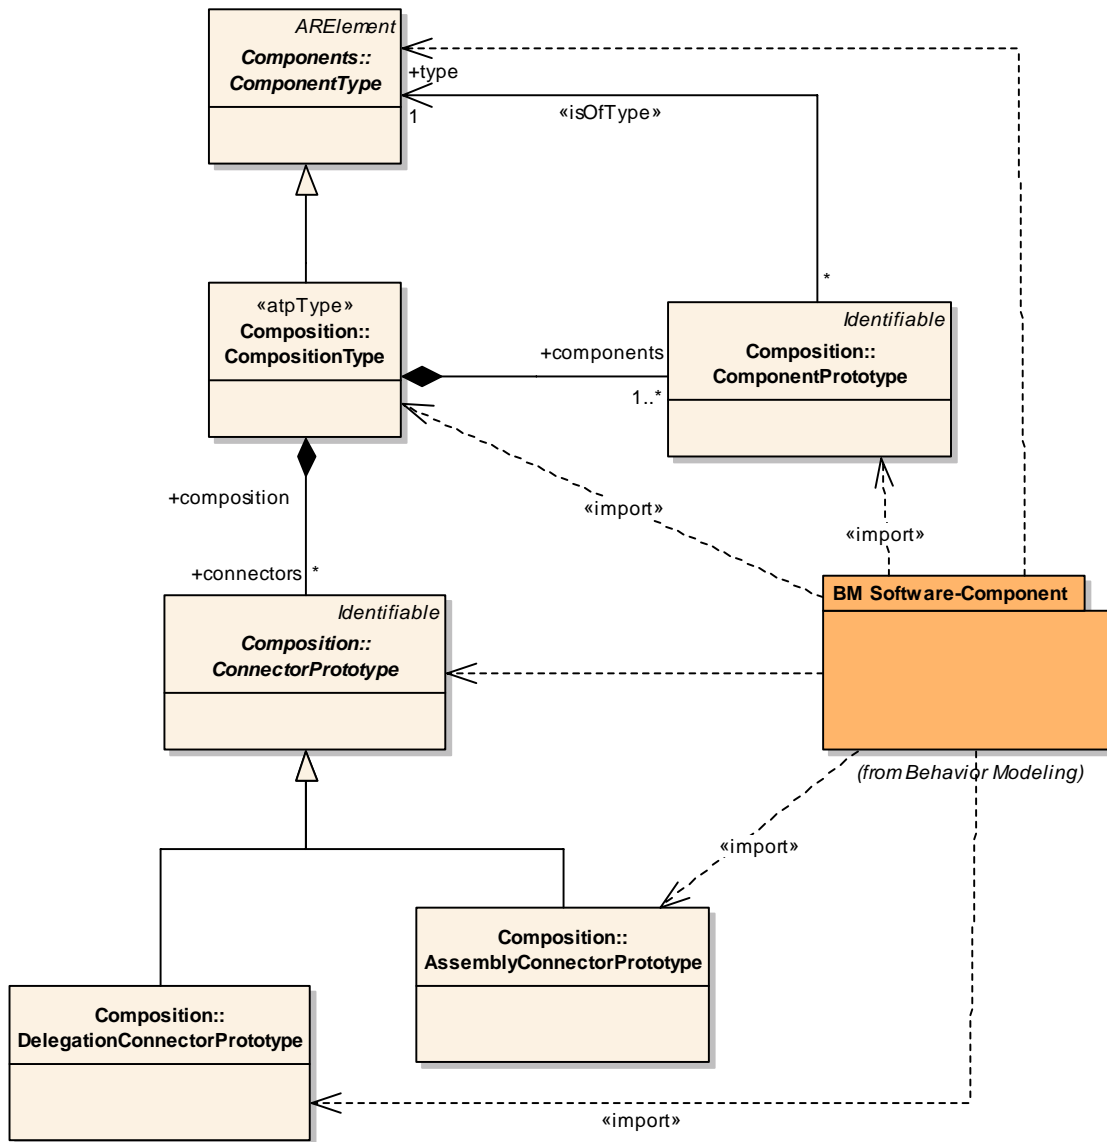 ARElement
Components::
ComponentType
+type
1
«isOfType»
*
«atpType»
Composition::
CompositionType
+components
1..*
Identifiable
Composition::
ComponentPrototype
+composition
«import»
«import»
+connectors *
BM Software-Component
Identifiable
Composition::
ConnectorPrototype
(from Behavior Modeling)
«import»
Composition::
AssemblyConnectorPrototype
Composition::
DelegationConnectorPrototype
«import»